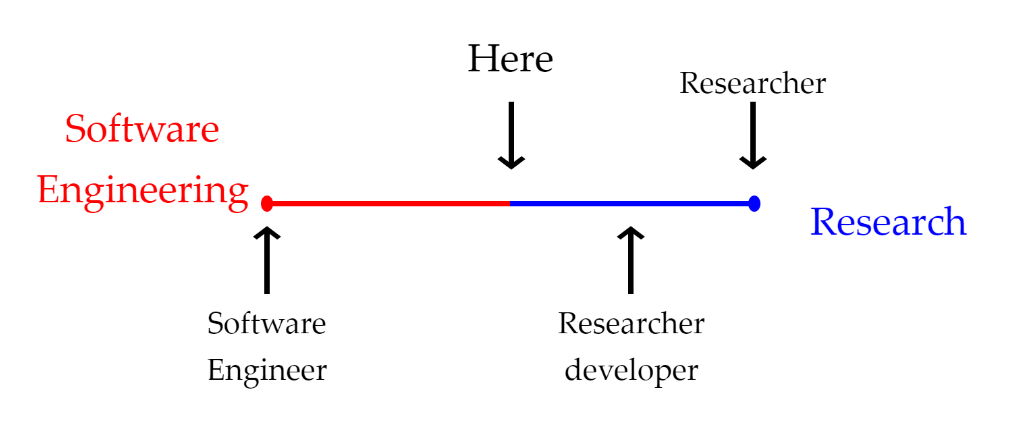 Here
Researcher
Software
Engineering
Research
Software
Engineer
Researcher
developer